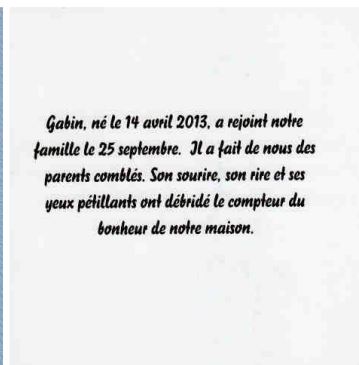 Gabin, né le 14 avril 2013, a rejoint notre
famille le 25 septembre. Il a fait de nous des
parents comblés. Son sourire, son rire et ses
yeux pétillants ont débridé le compteur du
bonheur de notre maison.